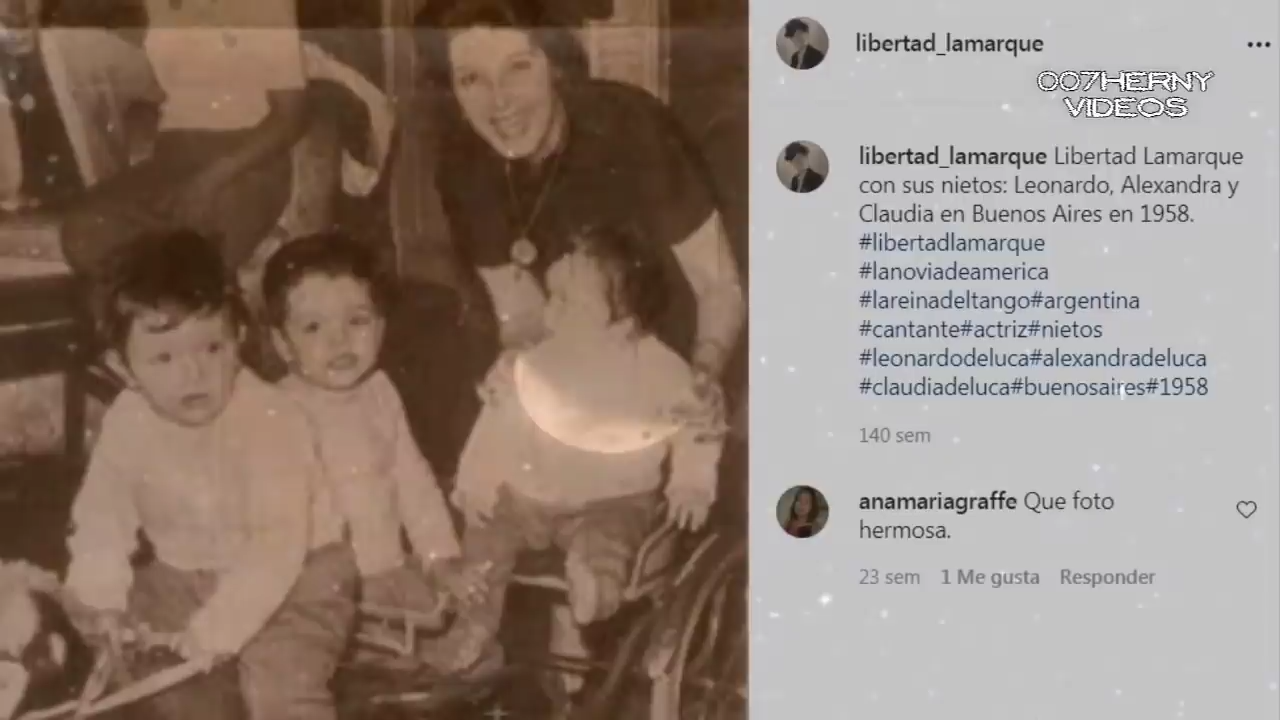 libertad_lamarque
007HERNY
VIDEOS
libertad_lamarque Libertad Lamarque
con sus nietos: Leonardo, Alexandra y
Claudia en Buenos Aires en 1958.
#libertadlamarque
#lanoviadeamerica
#lareinadeltango#argentina
#cantante#actriz#nietos
#leonardodeluca#alexandradeluca
#claudiadeluca#buenosaires#1958
140 sem
anamariagraffe Que foto
hermosa.
23 sem 1 Me gusta Responder